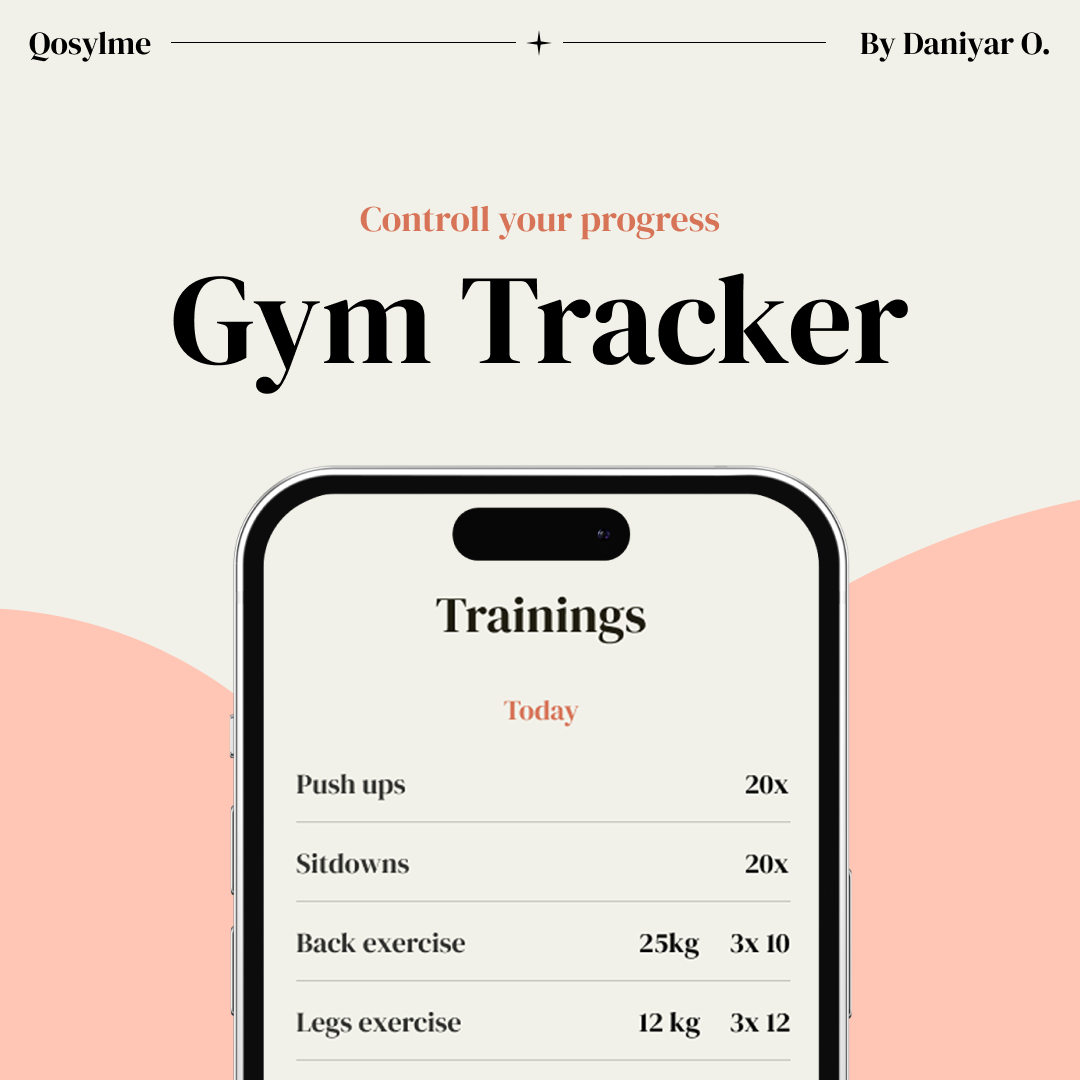 Qosylme By Daniyar O.
Controll your progress
Gym Tracker
Trainings
Today
Push ups 20x
Sitdowns 20x
Back exercise 25kg 3x 10
Legs exercise 12 kg 3x 12